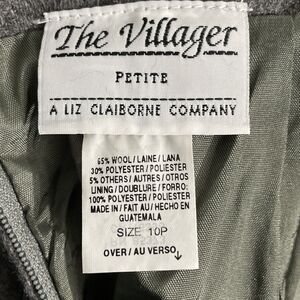 The Villager
PETITE
A LIZ CLAIBORNE COMPANY
65% WOOL/LAINE/LANA
30% POLYESTER/POLIESTER
5% OTHERS/AUTRES/OTROS
LINING/DOUBLURE/FORRO:
100% POLYESTER/POLIESTER
MADE IN/FAIT AU/HECHO EN
GUATEMALA
SIZE 10P
OVER/AU VERSO↓